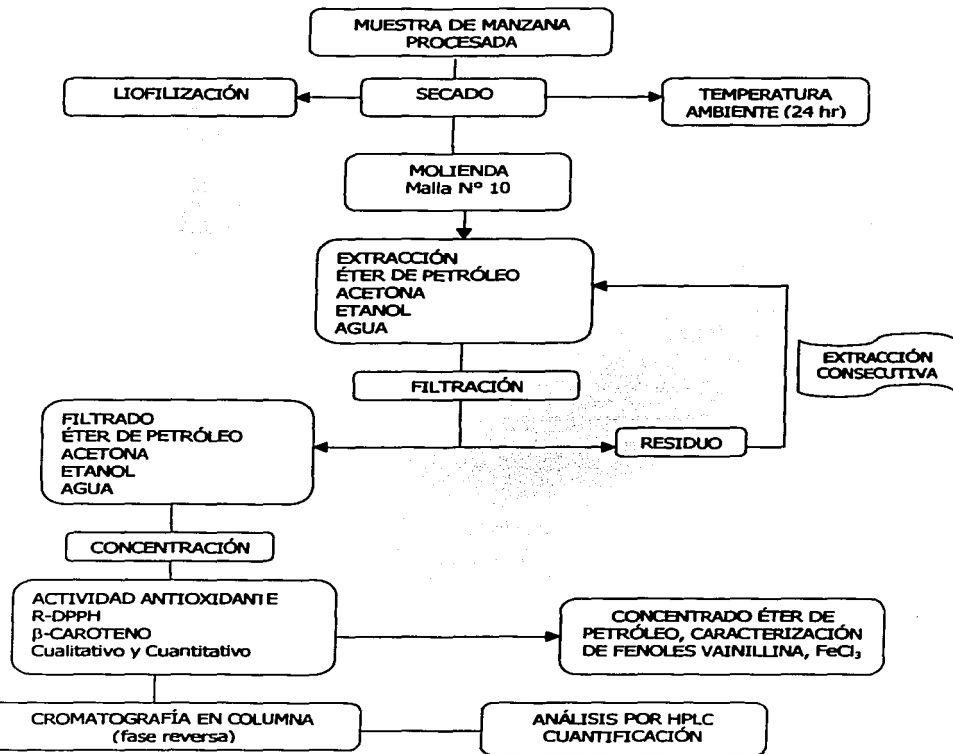 MUESTRA DE MANZANA
PROCESADA
LIOFILIZACIÓN
SECADO
TEMPERATURA
AMBIENTE (24 hr)
MOLIENDA
Malla Nº 10
EXTRACCIÓN
ÉTER DE PETRÓLEO
ACETONA
ETANOL
AGUA
EXTRACCIÓN
CONSECUTIVA
FILTRACIÓN
FILTRADO
ÉTER DE PETRÓLEO
ACETONA
ETANOL
AGUA
RESIDUO
CONCENTRACIÓN
ACTIVIDAD ANTIOXIDANTE
R-DPPH
β-CAROTENO
Cualitativo y Cuantitativo
CONCENTRADO ÉTER DE
PETRÓLEO, CARACTERIZACIÓN
DE FENOLES VAINILLINA, FeCl₃
CROMATOGRAFÍA EN COLUMNA
(fase reversa)
ANÁLISIS POR HPLC
CUANTIFICACIÓN